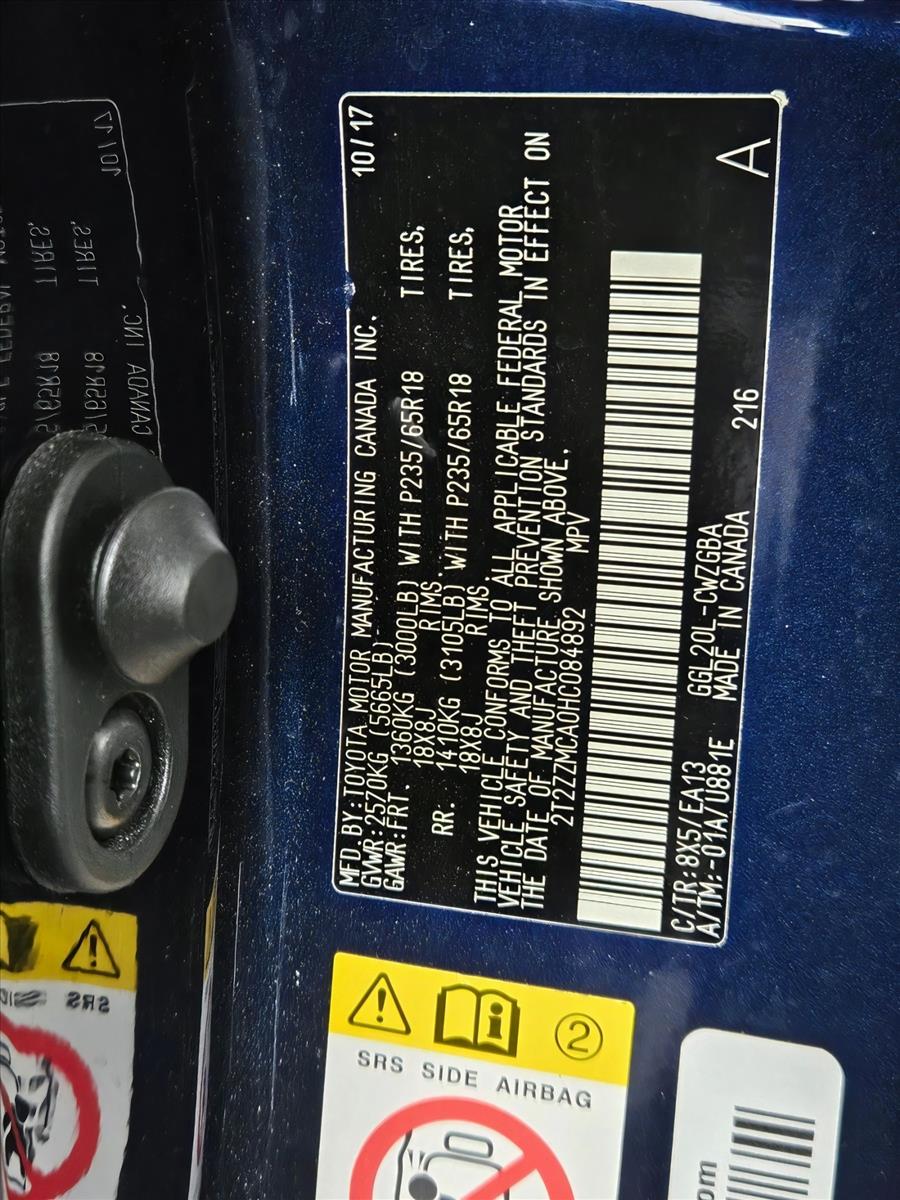 MFD.BY:TOYOTA MOTOR MANUFACTURING CANADA INC. 10/17
GVWR:2570KG (5665LB)
GAWR:FRT. 1360KG (3000LB) WITH P235/65R18 TIRES,
18X8J RIMS.
RR. 1410KG (3105LB) WITH P235/65R18 TIRES,
18X8J RIMS
THIS VEHICLE CONFORMS TO ALL APPLICABLE FEDERAL MOTOR
VEHICLE SAFETY AND THEFT PREVENTION STANDARDS IN EFFECT ON
THE DATE OF MANUFACTURE SHOWN ABOVE.
2T2ZZMCA0HC084892 MPV
C/TR:8X5/EA13 GGL20L-CWZGBA 216
A/TM:-01A/U881E MADE IN CANADA A
2
SRS SIDE AIRBAG